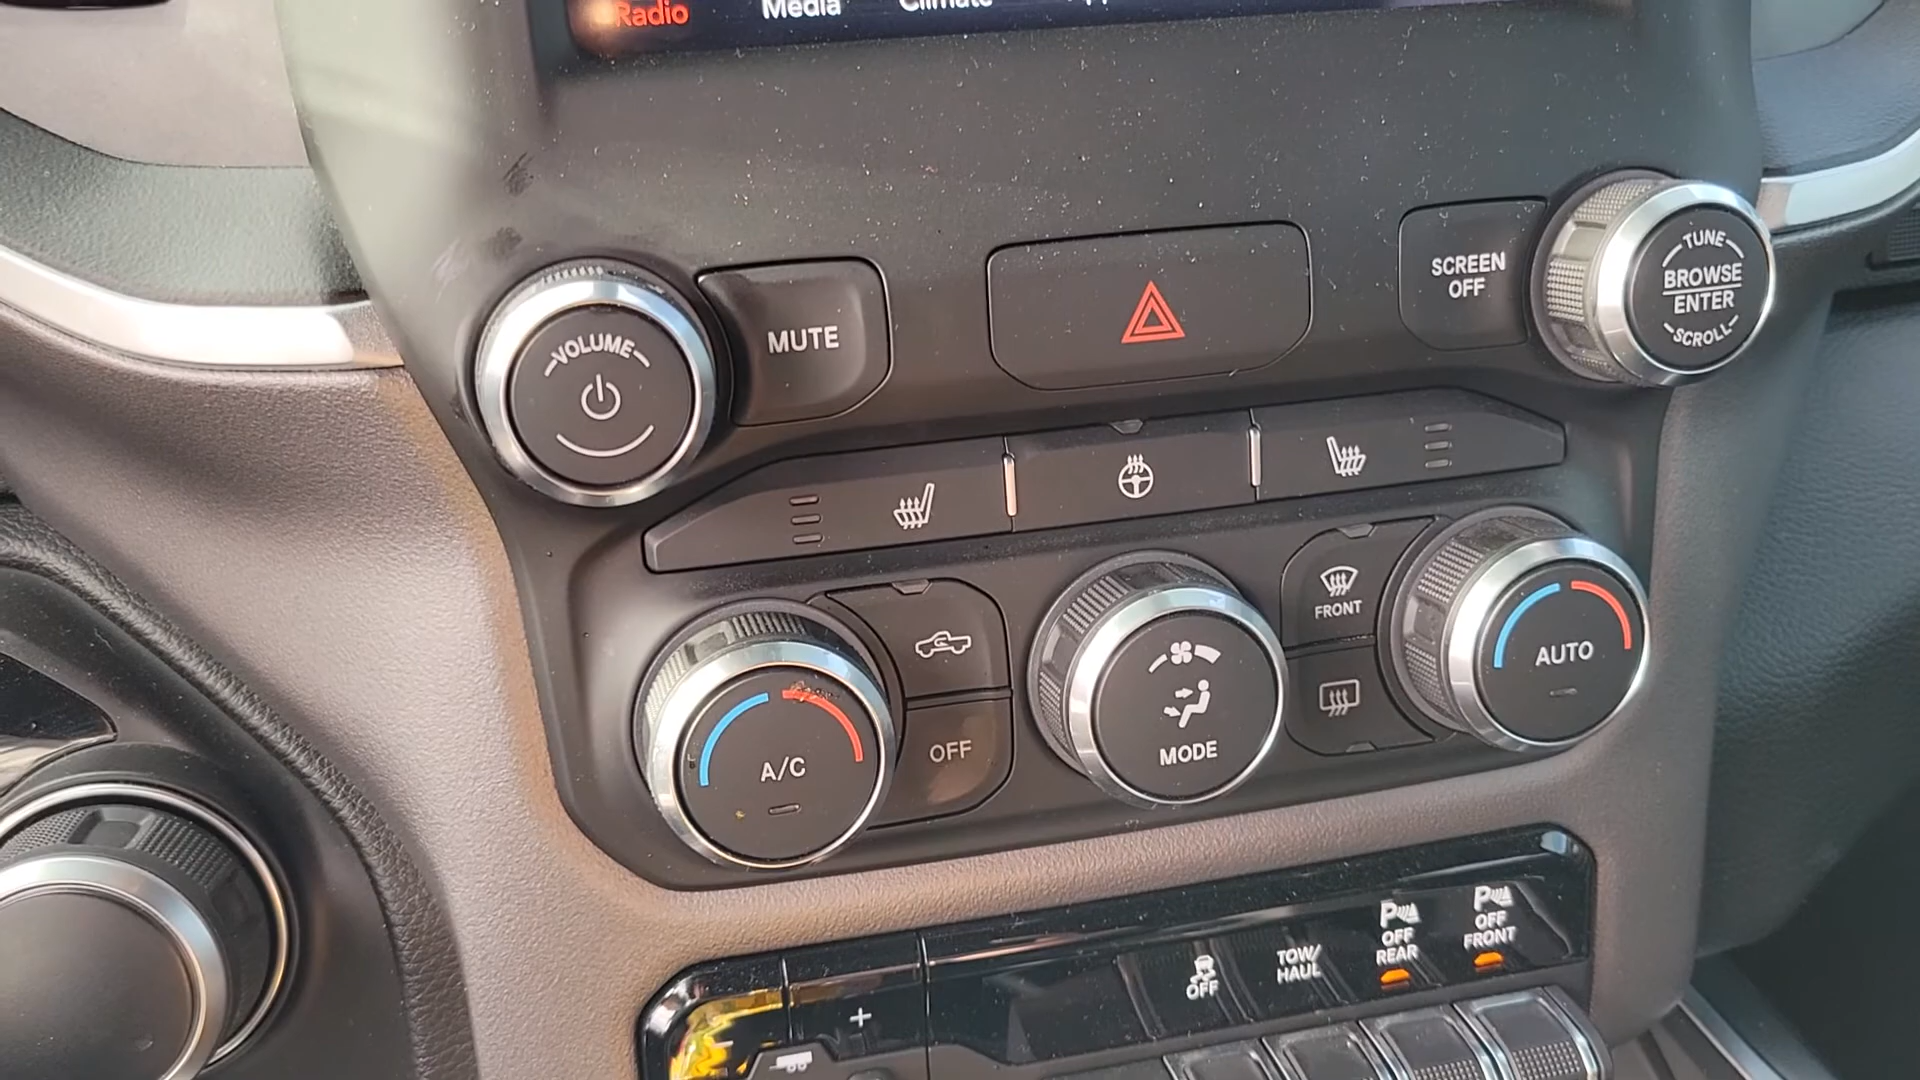 Radio Media Climate
VOLUME
MUTE
SCREEN
OFF
TUNE
BROWSE
ENTER
SCROLL
A/C
OFF
MODE
FRONT
AUTO
OFF
TOW/
HAUL
P
OFF
REAR
P
OFF
FRONT
+